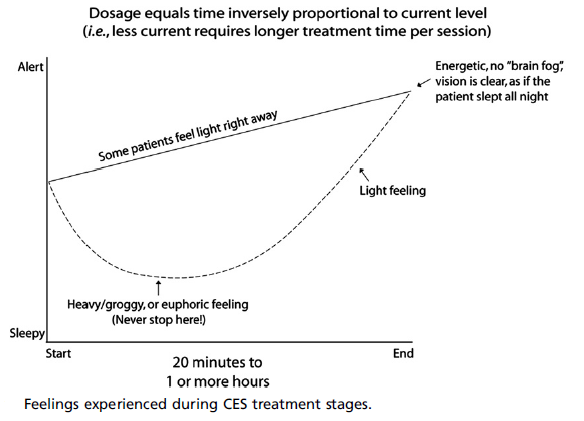 Dosage equals time inversely proportional to current level
(i.e., less current requires longer treatment time per session)
Alert
Energetic, no "brain fog",
vision is clear, as if the
patient slept all night
Some patients feel light right away
Light feeling
Heavy/groggy, or euphoric feeling
(Never stop here!)
Sleepy
Start
End
20 minutes to
1 or more hours
Feelings experienced during CES treatment stages.